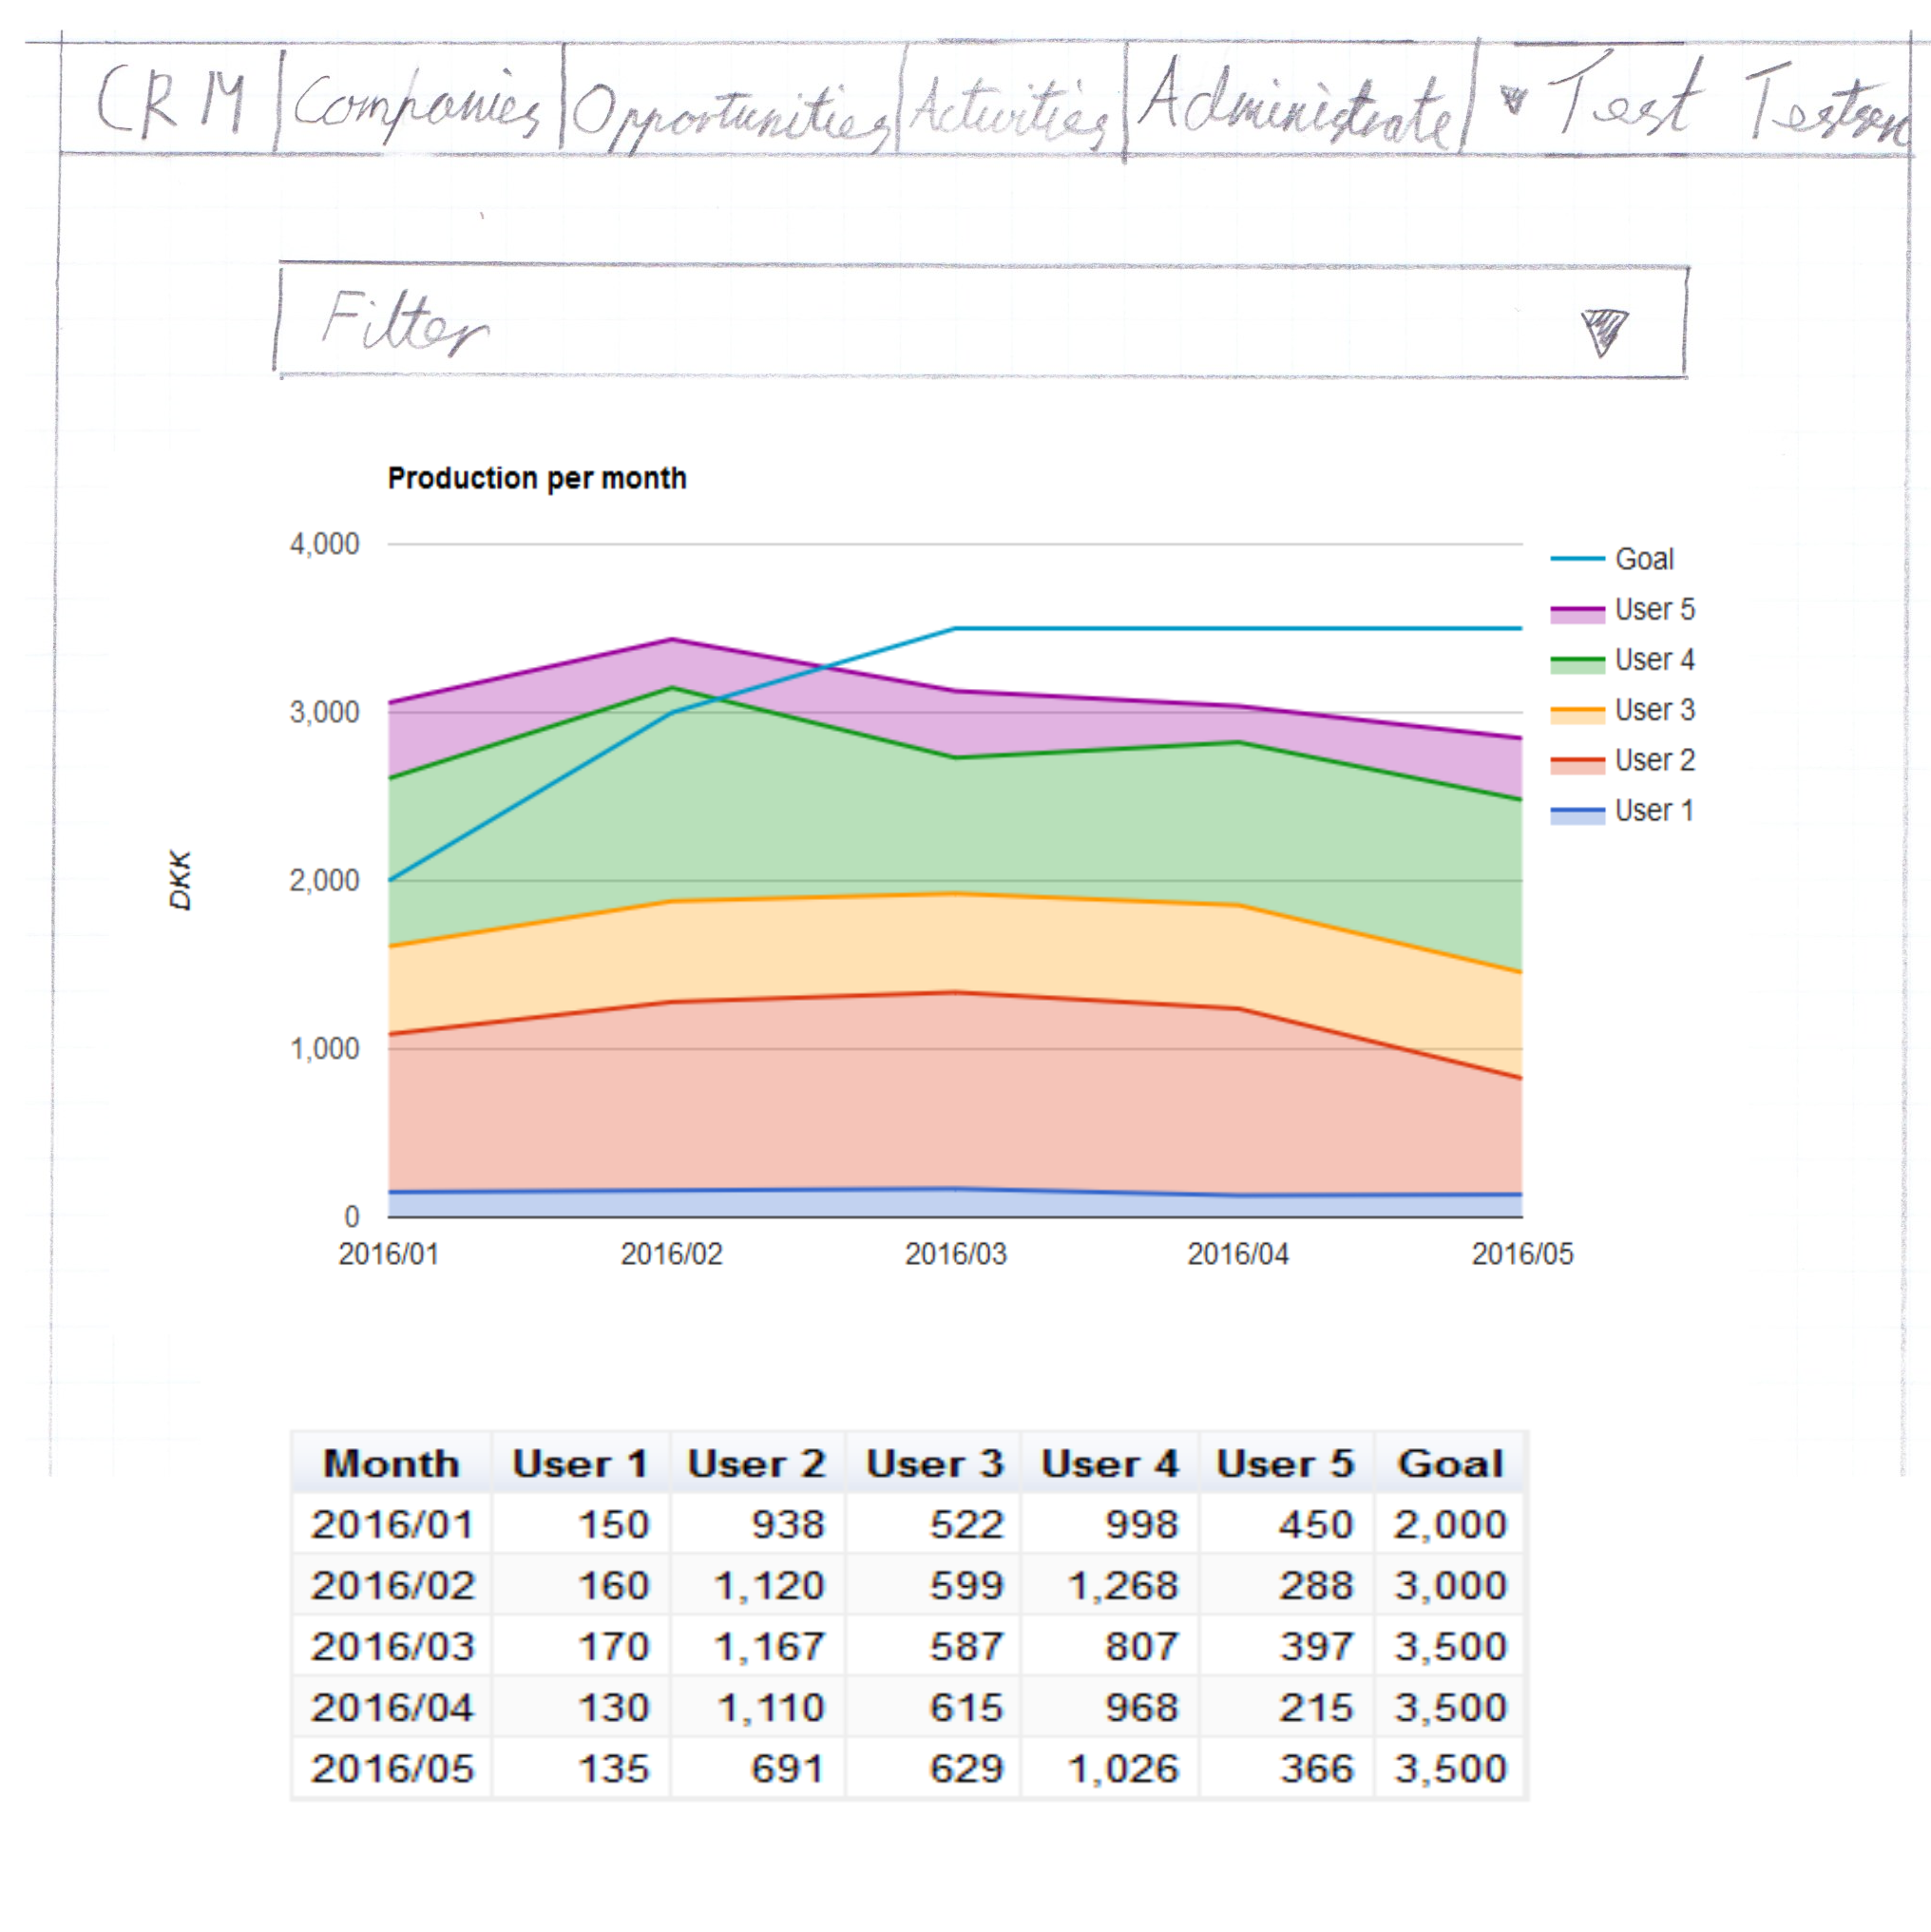 CRM Companies Opportunities Activities Administrate Test Testsen
Filter
Production per month
4,000
3,000
2,000
1,000
0
DKK
2016/01 2016/02 2016/03 2016/04 2016/05
Goal
User 5
User 4
User 3
User 2
User 1
Month User 1 User 2 User 3 User 4 User 5 Goal
2016/01 150 938 522 998 450 2,000
2016/02 160 1,120 599 1,268 288 3,000
2016/03 170 1,167 587 807 397 3,500
2016/04 130 1,110 615 968 215 3,500
2016/05 135 691 629 1,026 366 3,500